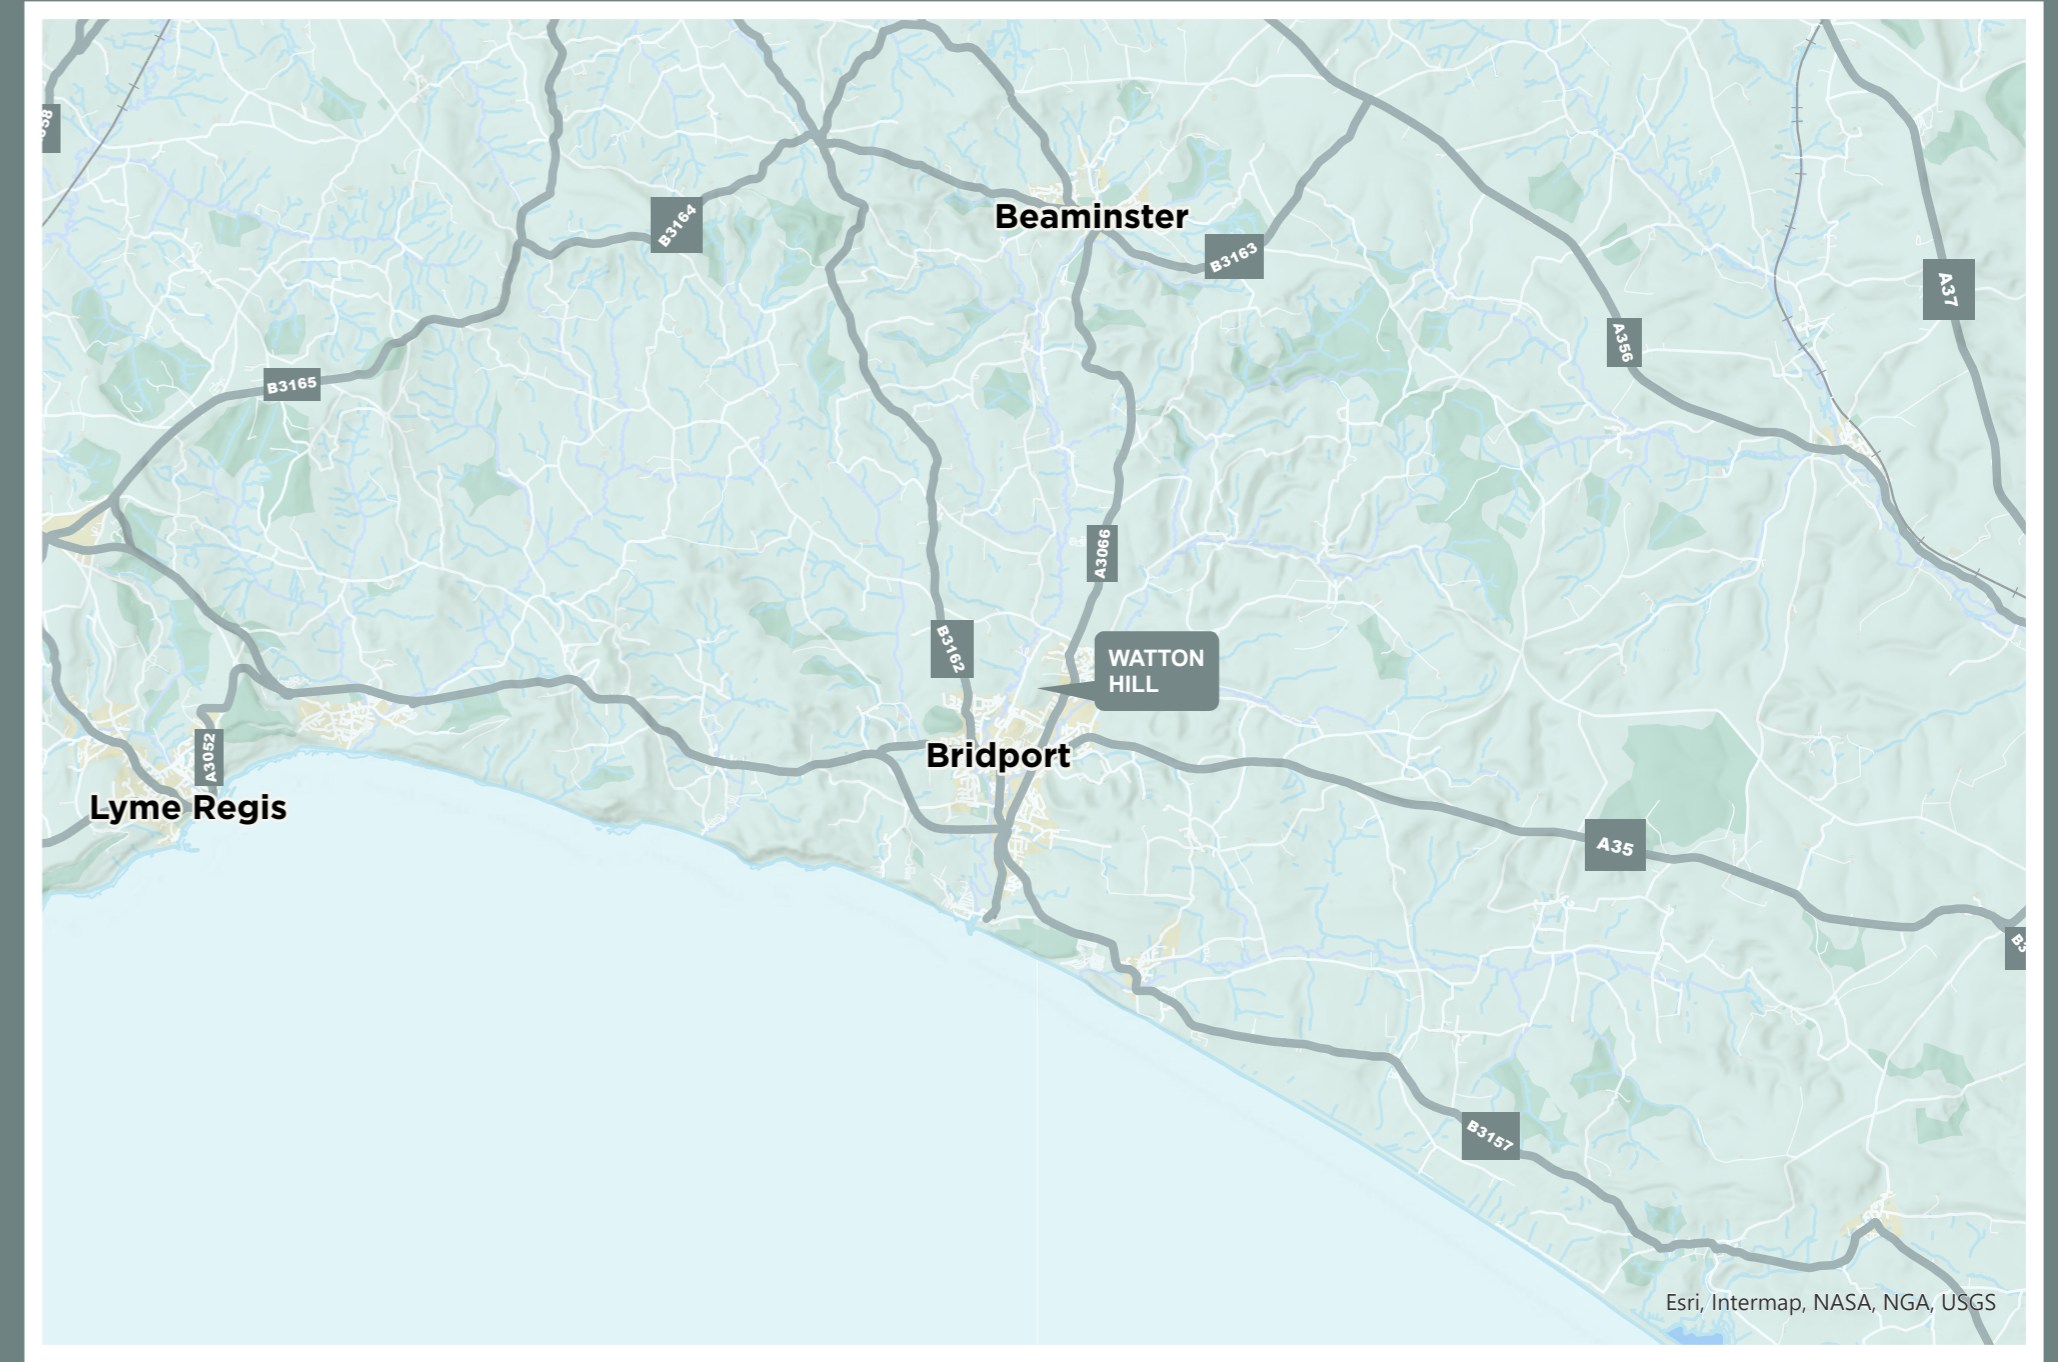 Beaminster
B3164
B3163
A37
A356
B3165
A3066
B3162
WATTON
HILL
A3052
Bridport
Lyme Regis
A35
B3157
Esri, Intermap, NASA, NGA, USGS